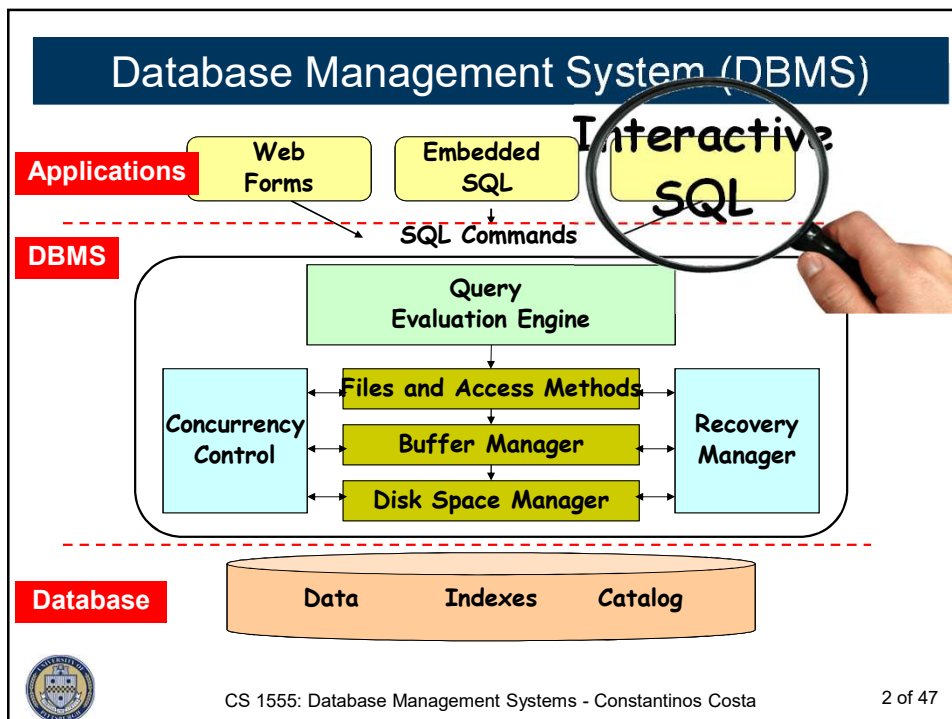 Database Management System (DBMS)
Applications
Web
Forms
Embedded
SQL
Interactive
SQL
SQL Commands
DBMS
Query
Evaluation Engine
Concurrency
Control
Files and Access Methods
Buffer Manager
Disk Space Manager
Recovery
Manager
Database
Data Indexes Catalog
CS 1555: Database Management Systems - Constantinos Costa
2 of 47